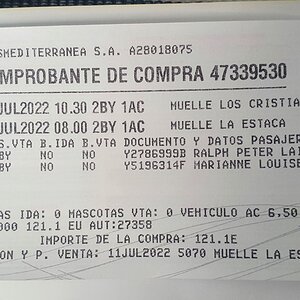 SMEDITERRANEA S.A. A28018075
MPROBANTE DE COMPRA 47339530
JUL2022 10.30 2BY 1AC MUELLE LOS CRISTIA
JUL2022 08.00 2BY 1AC MUELLE LA ESTACA
S.VTA B.IDA B.VTA DOCUMENTO Y DATOS PASAJER
BY NO NO Y2786999B RALPH PETER LAI
BY NO NO Y5196314F MARIANNE LOUISE
AS IDA: 0 MASCOTAS VTA: 0 VEHICULO AC 6.50
000 121.1 EU AUT:27358
IMPORTE DE LA COMPRA: 121.1E
ON Y P. VENTA: 11JUL2022 5070 MUELLE LA ES